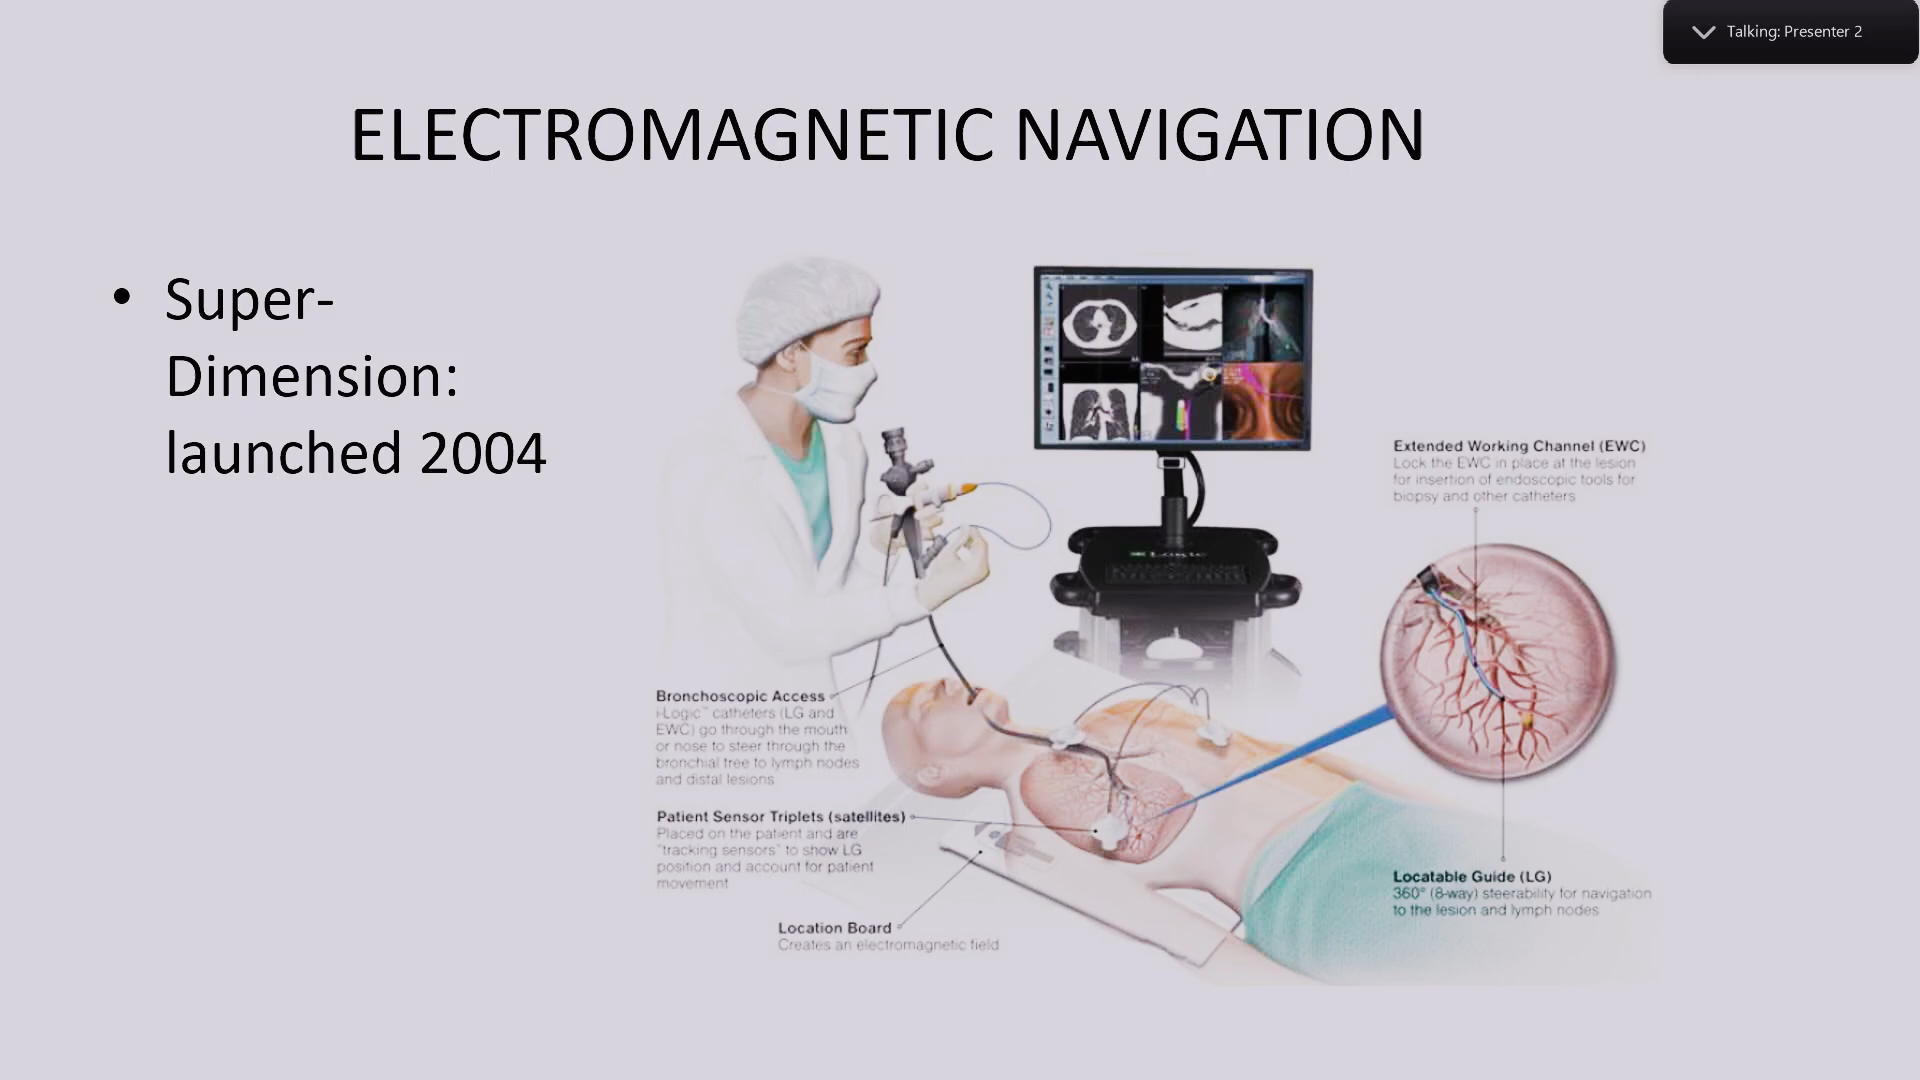 Talking: Presenter 2
ELECTROMAGNETIC NAVIGATION
• Super-
Dimension:
launched 2004
Extended Working Channel (EWC)
Lock the EWC in place at the lesion
for insertion of endoscopic tools for
biopsy and other catheters
Logic
Bronchoscopic Access
i-Logic™ catheters (LG and
EWC) go through the mouth
or nose to steer through the
bronchial tree to lymph nodes
and distal lesions
Patient Sensor Triplets (satellites)
Placed on the patient and are
"tracking sensors" to show LG
position and account for patient
movement
Location Board
Creates an electromagnetic field
Locatable Guide (LG)
360° (8-way) steerability for navigation
to the lesion and lymph nodes